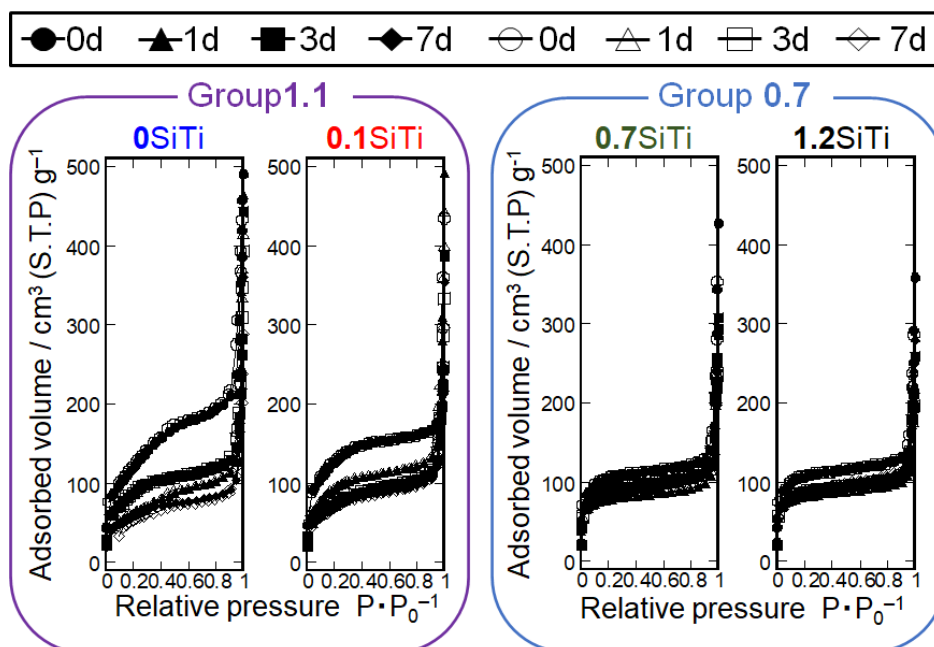 0d 1d 3d 7d 0d 1d 3d 7d
Group1.1
Group 0.7
0SiTi
0.1SiTi
0.7SiTi
1.2SiTi
Adsorbed volume / cm³ (S.T.P) g⁻¹
500
400
300
200
100
0
500
400
300
200
100
0
0 0.20.40.60.8 1
0 0.20.40.60.8 1
Relative pressure P・P₀⁻¹
Adsorbed volume / cm³ (S.T.P) g⁻¹
500
400
300
200
100
0
500
400
300
200
100
0
0 0.20.40.60.8 1
0 0.20.40.60.8 1
Relative pressure P・P₀⁻¹